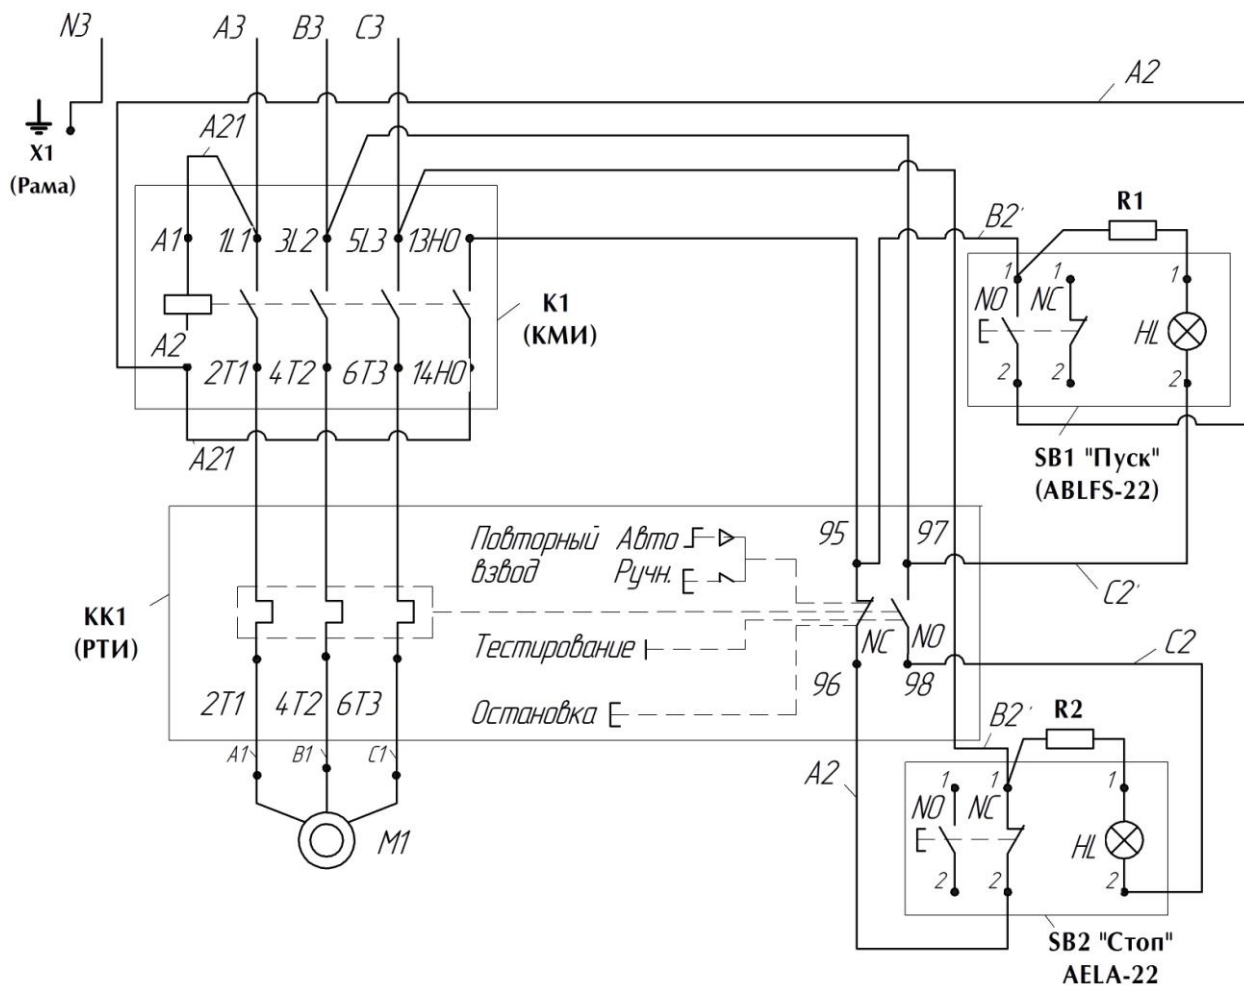 N3 A3 B3 C3
A2
A21
X1
(Рама)
R1
B2'
A1 1L1 3L2 5L3 13НО
1 1 1
NO NC
K1
(КМИ)
HL
A2
2T1 4T2 6T3 14НО
2 2 2
A21
SB1 "Пуск"
(ABLFS-22)
Повторный
взвод
Авто
Ручн.
95 97
C2'
KK1
(РТИ)
Тестирование
NC NO
C2
96 98
2T1 4T2 6T3
Остановка
B2'
R2
A1 B1 C1
A2
1 1 1
NO NC
M1
HL
2 2 2
SB2 "Стоп"
AELA-22